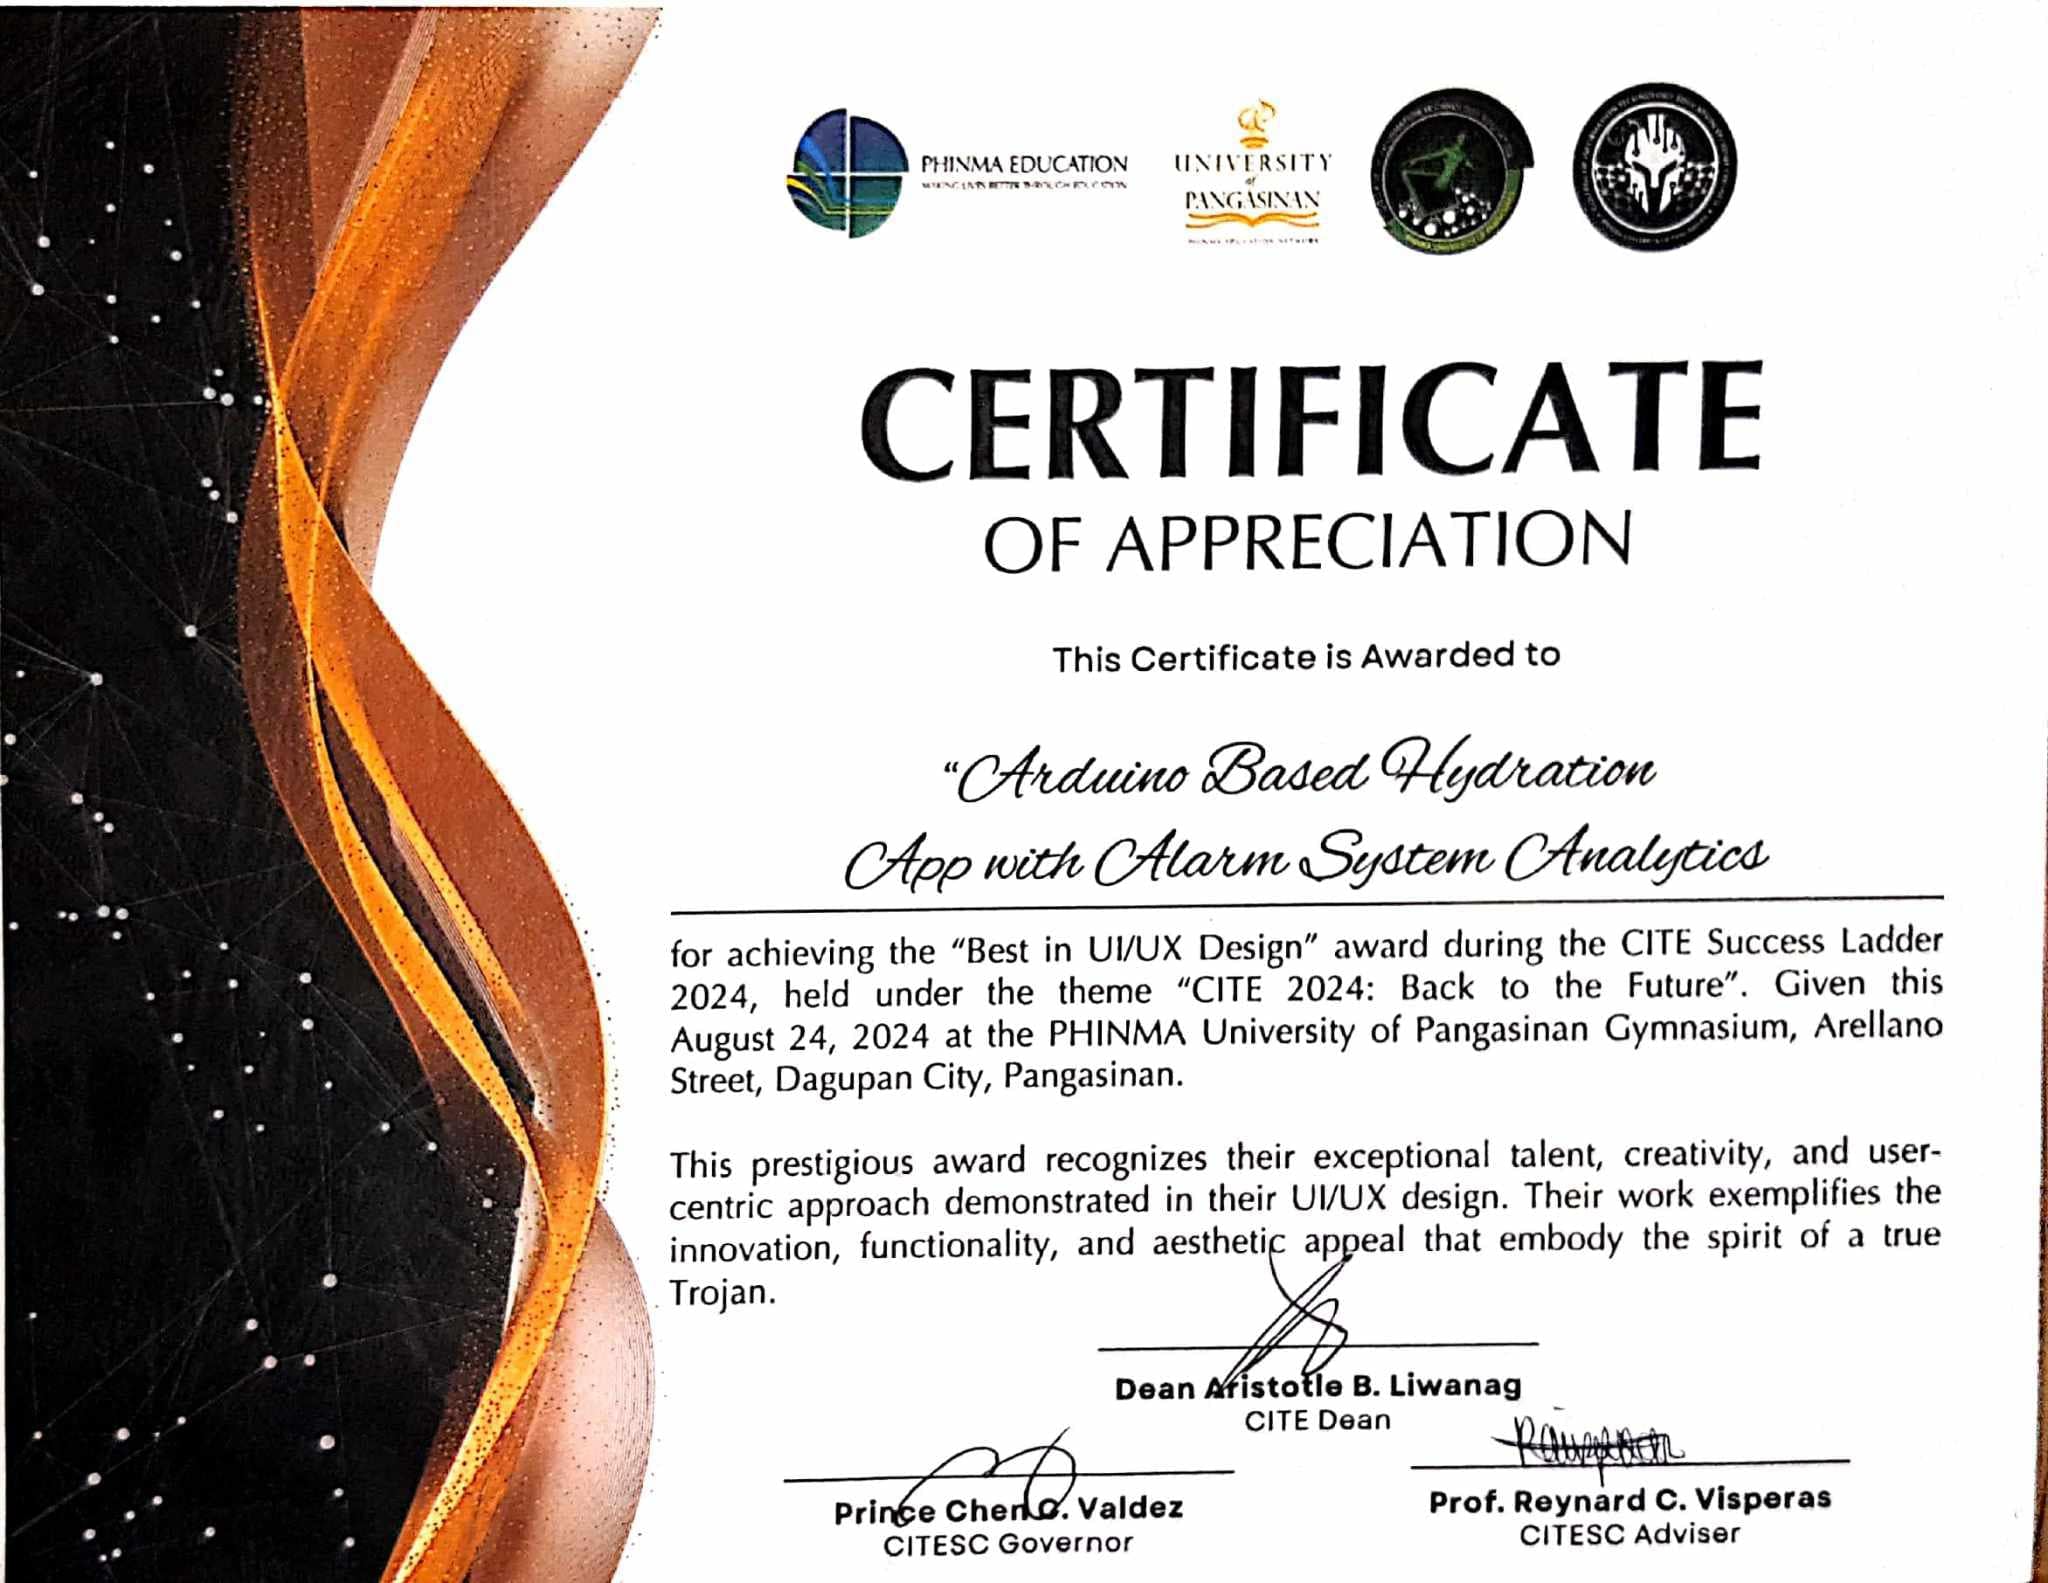 PHINMA EDUCATION
MAKING LIVES BETTER THROUGH EDUCATION
UNIVERSITY
of
PANGASINAN
PHINMA EDUCATION NETWORK
CERTIFICATE
OF APPRECIATION
This Certificate is Awarded to
“Arduino Based Hydration
App with Alarm System Analytics
for achieving the “Best in UI/UX Design” award during the CITE Success Ladder
2024, held under the theme “CITE 2024: Back to the Future”. Given this
August 24, 2024 at the PHINMA University of Pangasinan Gymnasium, Arellano
Street, Dagupan City, Pangasinan.
This prestigious award recognizes their exceptional talent, creativity, and user-
centric approach demonstrated in their UI/UX design. Their work exemplifies the
innovation, functionality, and aesthetic appeal that embody the spirit of a true
Trojan.
Dean Aristotle B. Liwanag
CITE Dean
Prince Chen C. Valdez
CITESC Governor
Prof. Reynard C. Visperas
CITESC Adviser